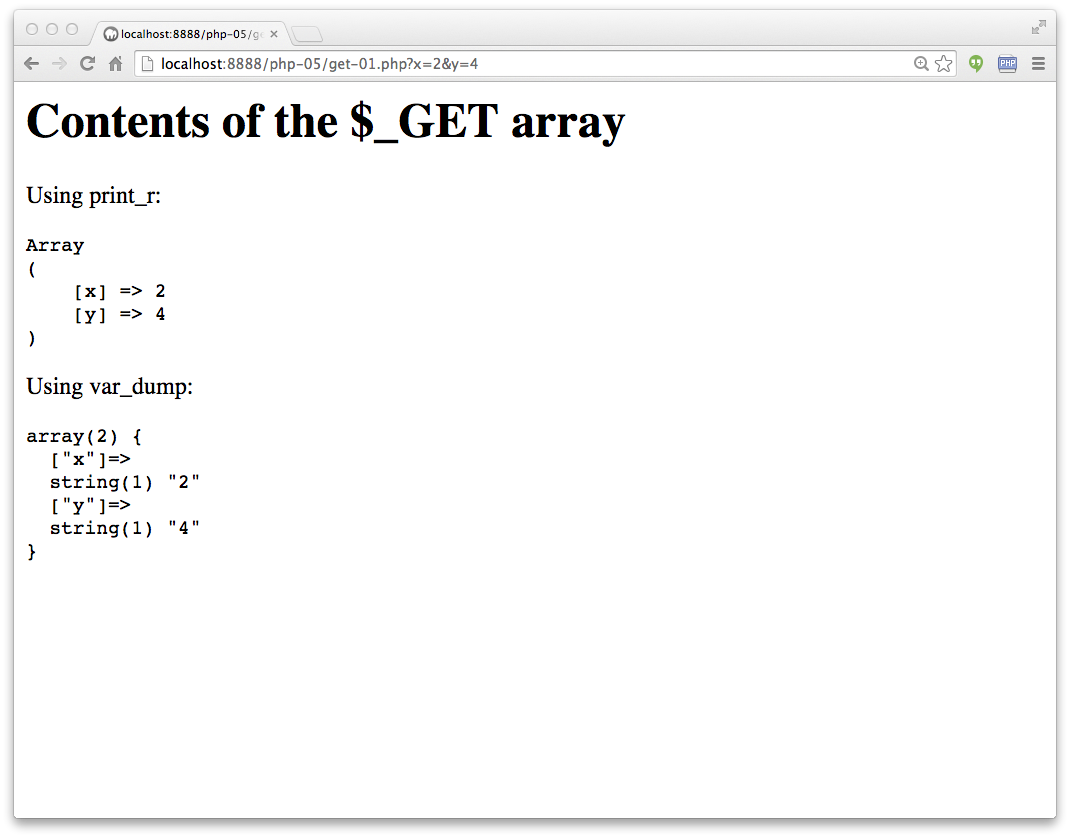 localhost:8888/php-05/ge
localhost:8888/php-05/get-01.php?x=2&y=4
PHP
Contents of the $_GET array
Using print_r:
Array
(
    [x] => 2
    [y] => 4
)
Using var_dump:
array(2) {
  ["x"]=>
  string(1) "2"
  ["y"]=>
  string(1) "4"
}